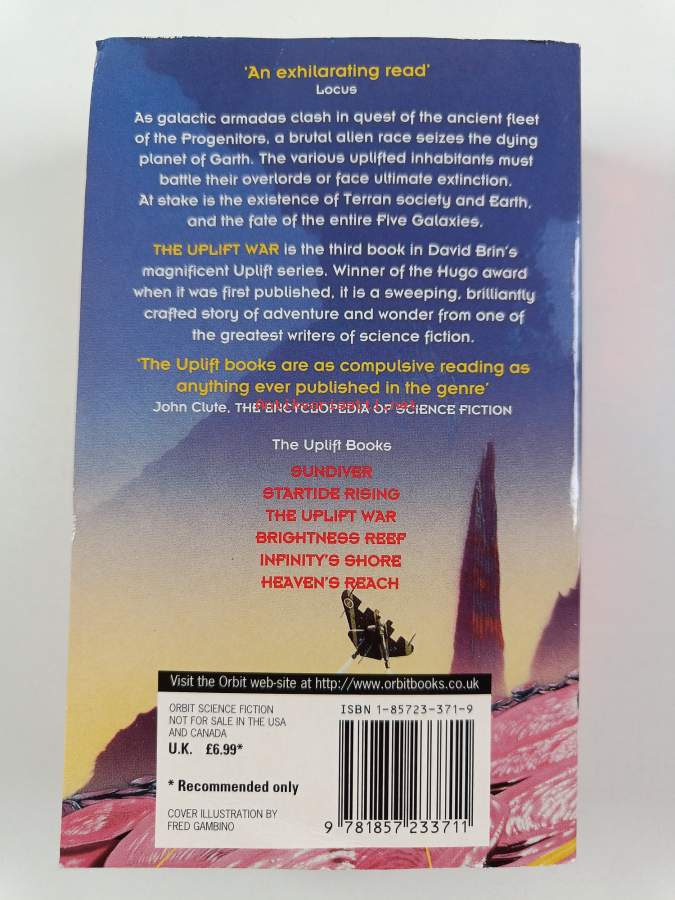 'An exhilarating read'
Locus
As galactic armadas clash in quest of the ancient fleet
of the Progenitors, a brutal alien race seizes the dying
planet of Garth. The various uplifted inhabitants must
battle their overlords or face ultimate extinction.
At stake is the existence of Terran society and Earth,
and the fate of the entire Five Galaxies.
THE UPLIFT WAR is the third book in David Brin's
magnificent Uplift series. Winner of the Hugo award
when it was first published, it is a sweeping, brilliantly
crafted story of adventure and wonder from one of
the greatest writers of science fiction.
'The Uplift books are as compulsive reading as
anything ever published in the genre'
John Clute, THE ENCYCLOPEDIA OF SCIENCE FICTION
Antikvariaatti.net
The Uplift Books
SUNDIVER
STARTIDE RISING
THE UPLIFT WAR
BRIGHTNESS REEF
INFINITY'S SHORE
HEAVEN'S REACH
Visit the Orbit web-site at http://www.orbitbooks.co.uk
ORBIT SCIENCE FICTION
NOT FOR SALE IN THE USA
AND CANADA
U.K. £6.99*
* Recommended only
COVER ILLUSTRATION BY
FRED GAMBINO
ISBN 1-85723-371-9
9 781857 233711